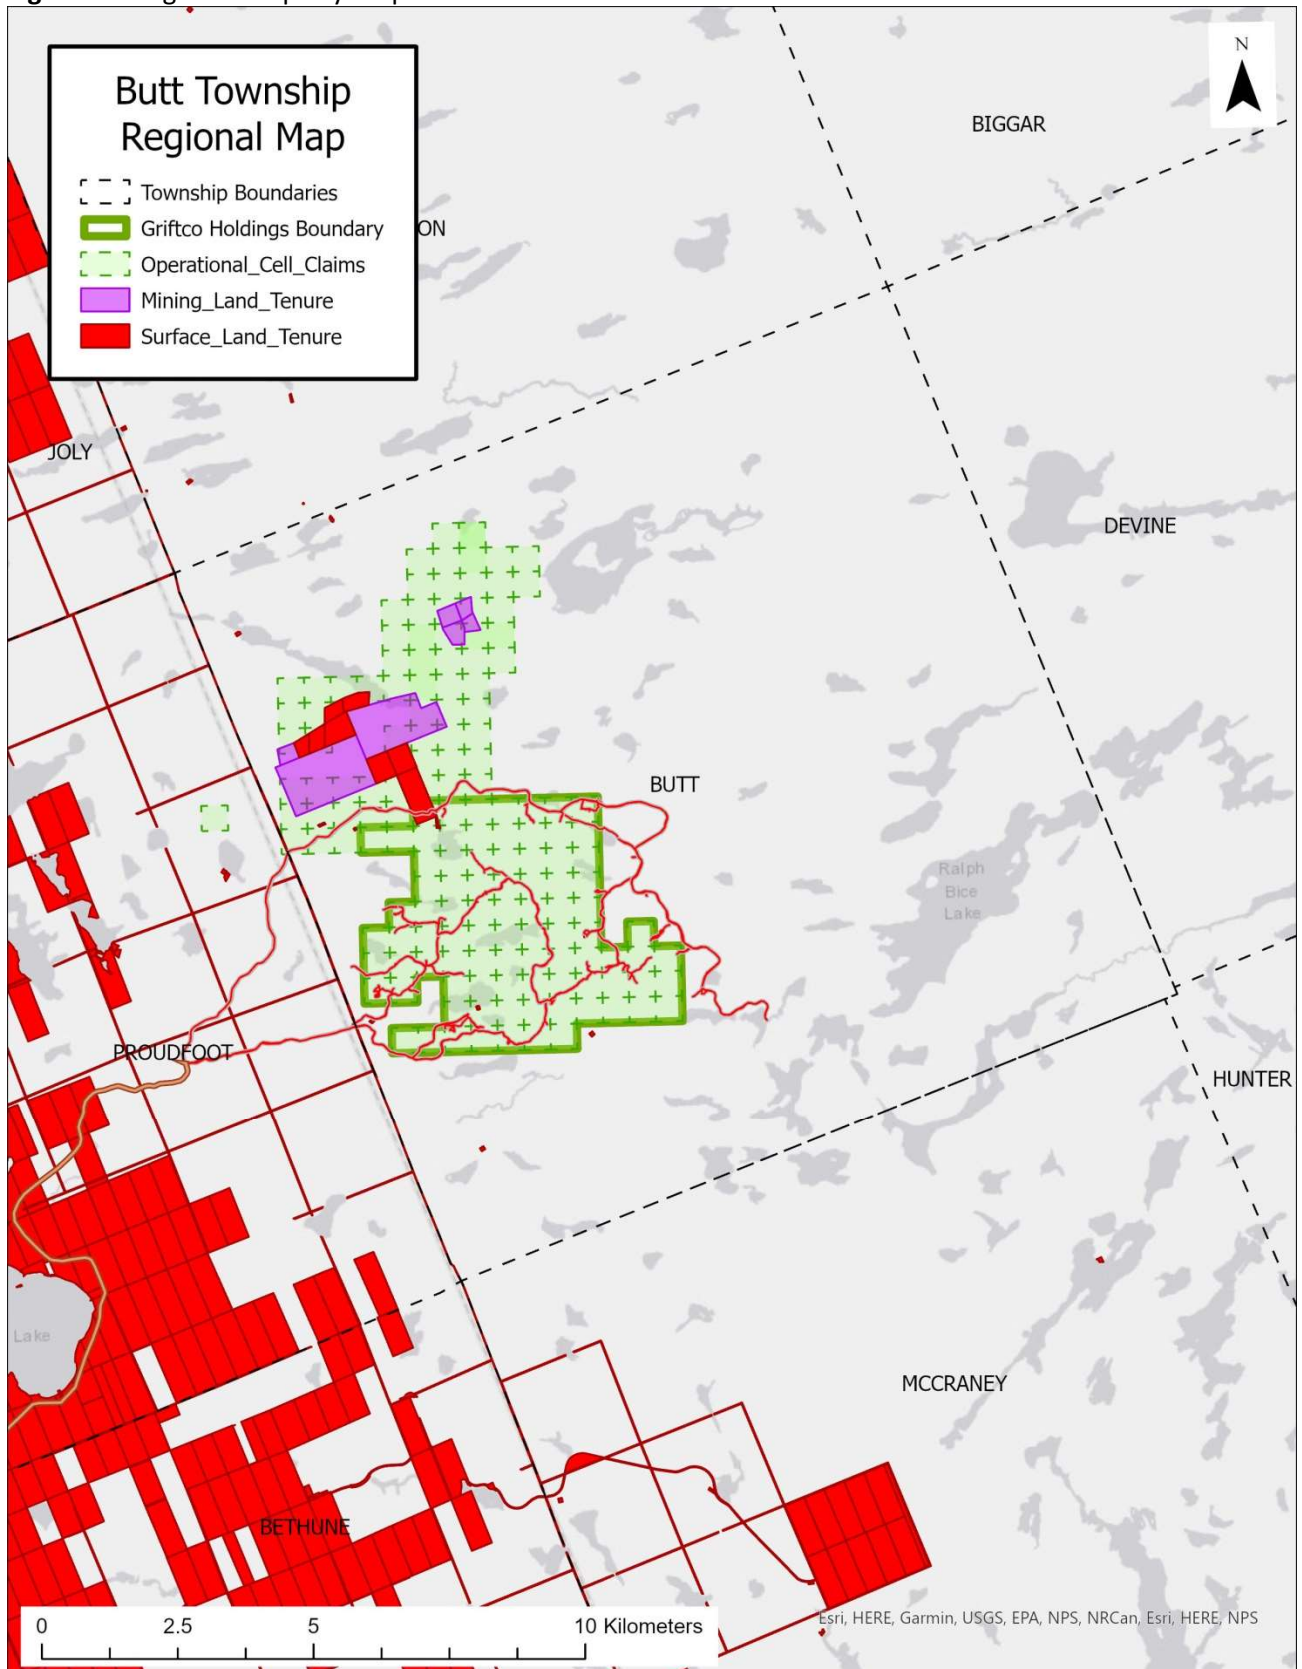 Butt Township
Regional Map
Township Boundaries
Griftco Holdings Boundary
Operational_Cell_Claims
Mining_Land_Tenure
Surface_Land_Tenure
N
BIGGAR
ON
JOLY
DEVINE
BUTT
Ralph
Bice
Lake
PROUDFOOT
HUNTER
Lake
MCCRANEY
BETHUNE
0 2.5 5 10 Kilometers
Esri, HERE, Garmin, USGS, EPA, NPS, NRCan, Esri, HERE, NPS